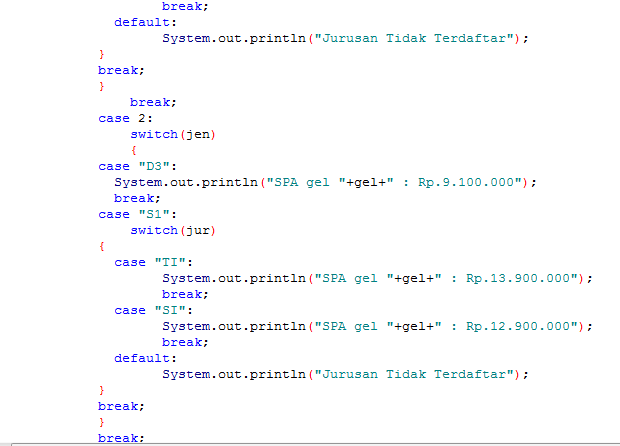 break;
default:
System.out.println("Jurusan Tidak Terdaftar");
}
break;
}
break;
case 2:
switch(jen)
{
case "D3":
System.out.println("SPA gel "+gel+" : Rp.9.100.000");
break;
case "S1":
switch(jur)
{
case "TI":
System.out.println("SPA gel "+gel+" : Rp.13.900.000");
break;
case "SI":
System.out.println("SPA gel "+gel+" : Rp.12.900.000");
break;
default:
System.out.println("Jurusan Tidak Terdaftar");
}
break;
}
break;